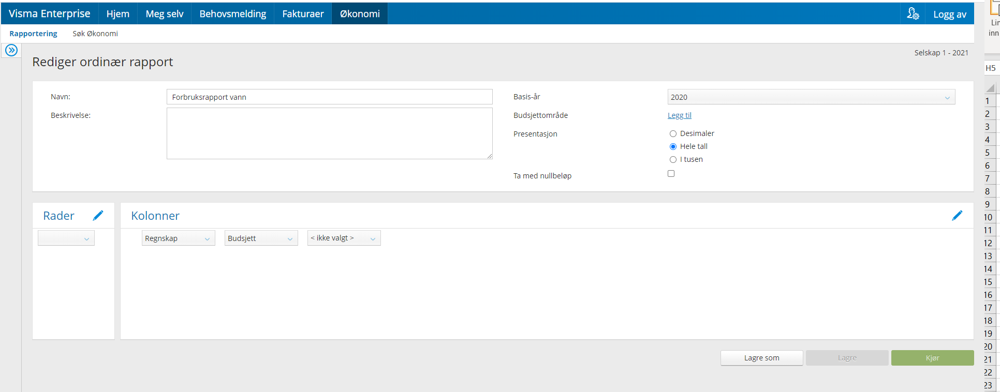 Visma Enterprise Hjem Meg selv Behovsmelding Fakturaer Økonomi Logg av
Rapportering Søk Økonomi
Selskap 1 - 2021
Rediger ordinær rapport
Navn: Forbruksrapport vann
Beskrivelse:
Basis-år 2020
Budsjettområde Legg til
Presentasjon Desimaler
Hele tall
I tusen
Ta med nullbeløp
Rader
Kolonner
Regnskap Budsjett < ikke valgt >
Lagre som Lagre Kjør
inn
H5
1
2
3
4
5
6
7
8
9
10
11
12
13
14
15
16
17
18
19
20
21
22
23